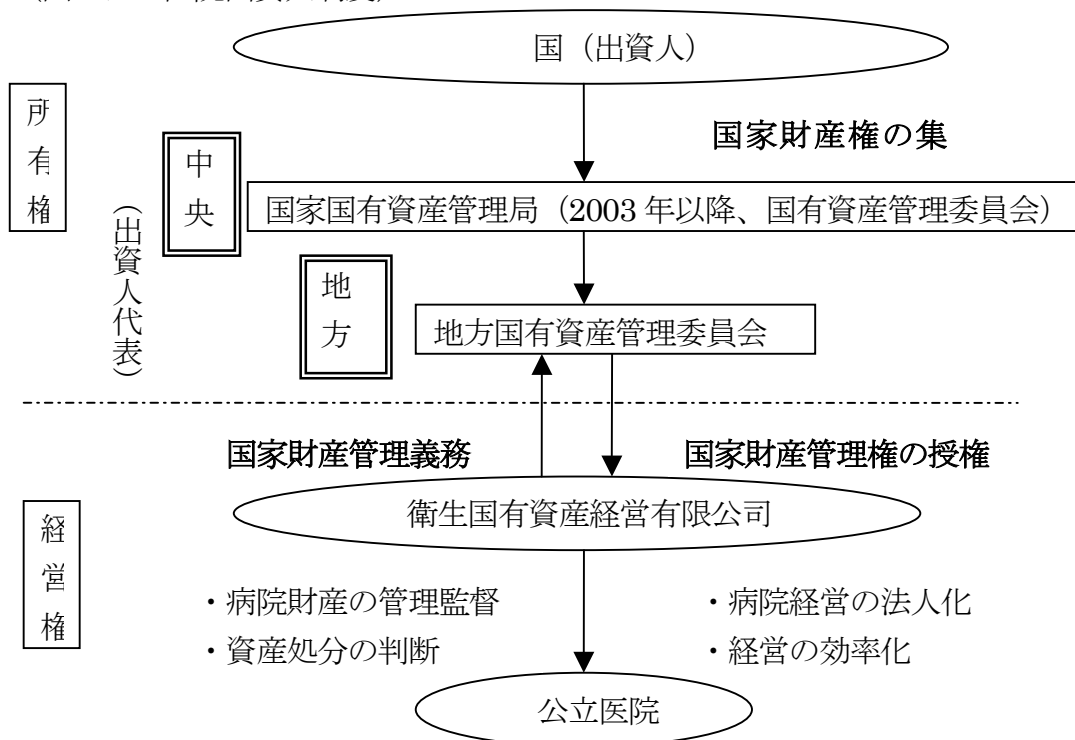 国（出資人）
所有権
中央
国家財産権の集
国家国有資産管理局（2003 年以降、国有資産管理委員会）
（出資人代表）
地方
地方国有資産管理委員会
国家財産管理義務
国家財産管理権の授権
衛生国有資産経営有限公司
経営権
・病院財産の管理監督
・病院経営の法人化
・資産処分の判断
・経営の効率化
公立医院